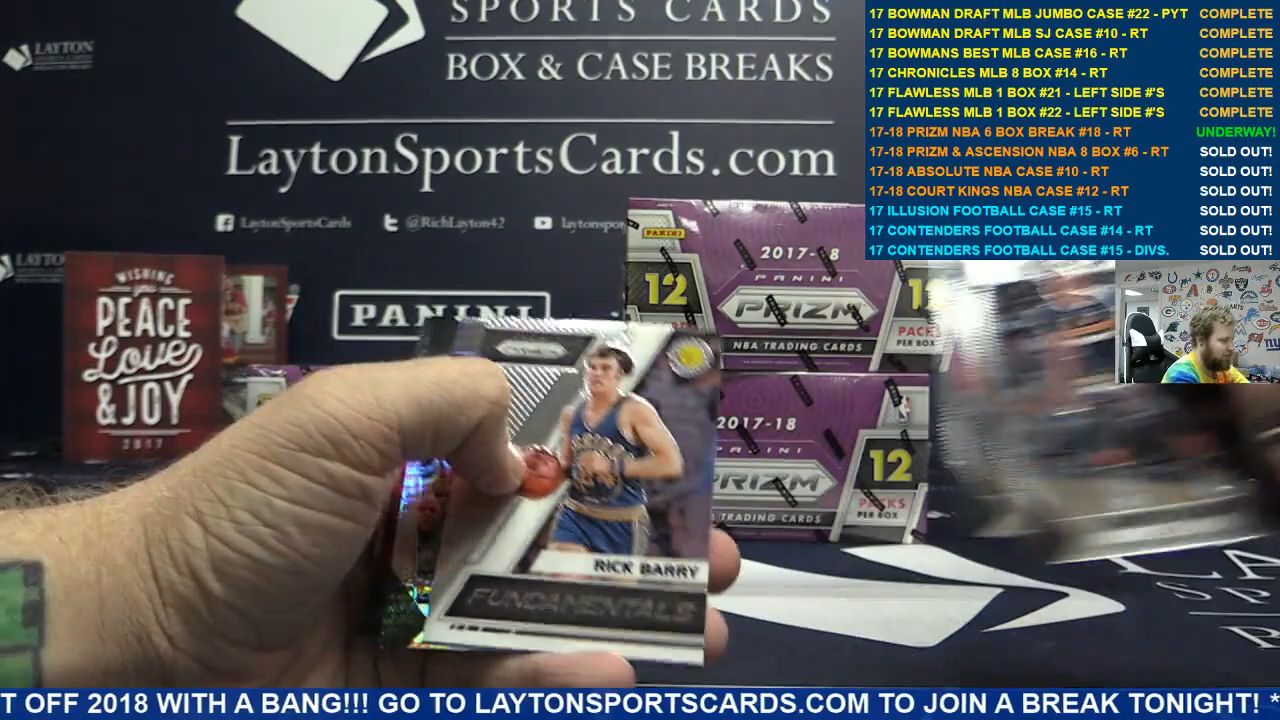 SPORTS CARDS
BOX & CASE BREAKS
LaytonSportsCards.com
LaytonSportsCards
@RichLayton42
laytonspor
LAYTON
PANINI
WISHING
you
PEACE
Love
& JOY
2017
PANINI
2017-18
PANINI
12
PRIZM
PACKS
PER BOX
NBA TRADING CARDS
2017-18
PRIZM
12
PACKS
PER BOX
TRADING CARDS
RICK BARRY
FUNDAMENTALS
17 BOWMAN DRAFT MLB JUMBO CASE #22 - PYT COMPLETE
17 BOWMAN DRAFT MLB SJ CASE #10 - RT COMPLETE
17 BOWMANS BEST MLB CASE #16 - RT COMPLETE
17 CHRONICLES MLB 8 BOX #14 - RT COMPLETE
17 FLAWLESS MLB 1 BOX #21 - LEFT SIDE #'S COMPLETE
17 FLAWLESS MLB 1 BOX #22 - LEFT SIDE #'S COMPLETE
17-18 PRIZM NBA 6 BOX BREAK #18 - RT UNDERWAY!
17-18 PRIZM & ASCENSION NBA 8 BOX #6 - RT SOLD OUT!
17-18 ABSOLUTE NBA CASE #10 - RT SOLD OUT!
17-18 COURT KINGS NBA CASE #12 - RT SOLD OUT!
17 ILLUSION FOOTBALL CASE #15 - RT SOLD OUT!
17 CONTENDERS FOOTBALL CASE #14 - RT SOLD OUT!
17 CONTENDERS FOOTBALL CASE #15 - DIVS. SOLD OUT!
T OFF 2018 WITH A BANG!!! GO TO LAYTONSPORTSCARDS.COM TO JOIN A BREAK TONIGHT! *